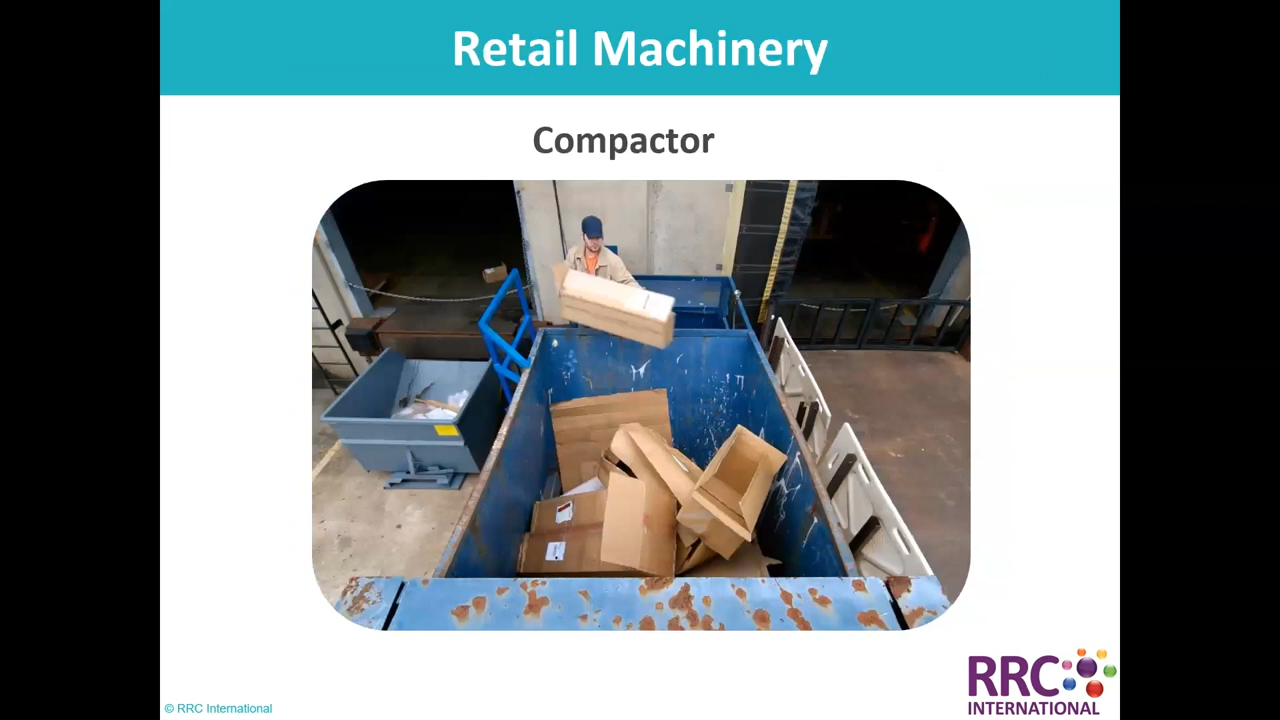 Retail Machinery
Compactor
© RRC International
RRC
INTERNATIONAL